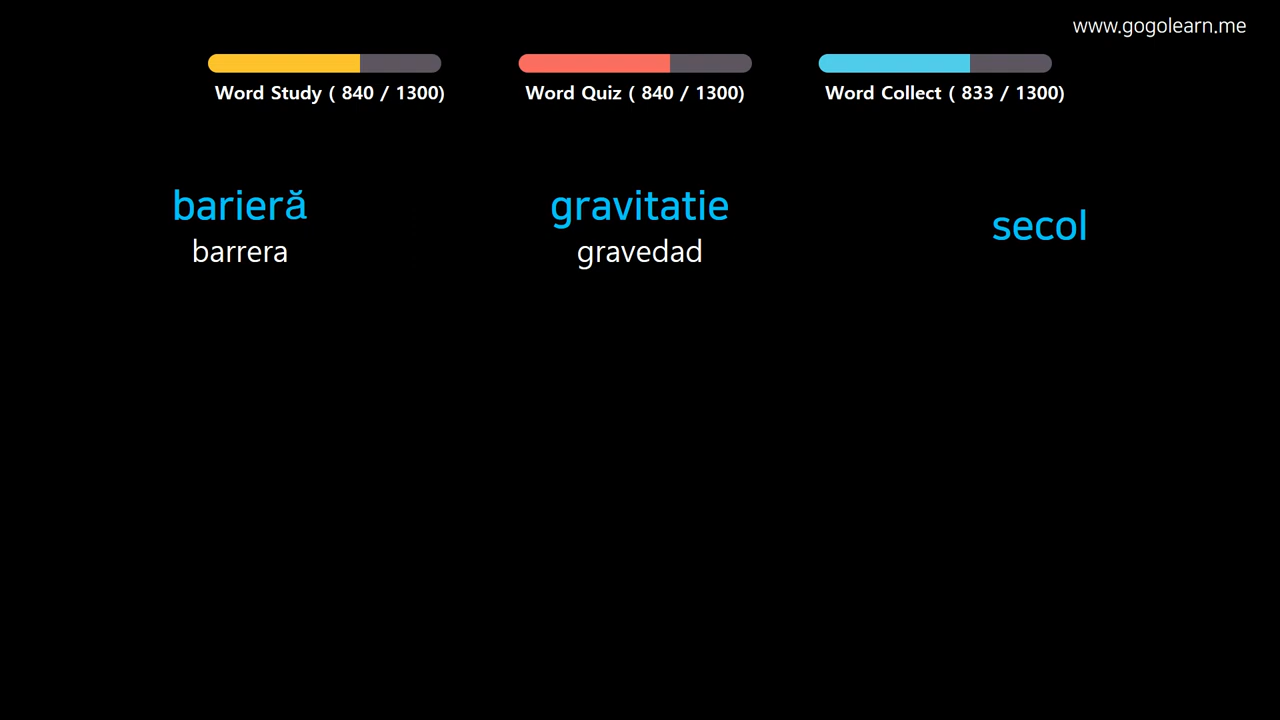 www.gogolearn.me
Word Study ( 840 / 1300)
Word Quiz ( 840 / 1300)
Word Collect ( 833 / 1300)
barieră
barrera
gravitatie
gravedad
secol